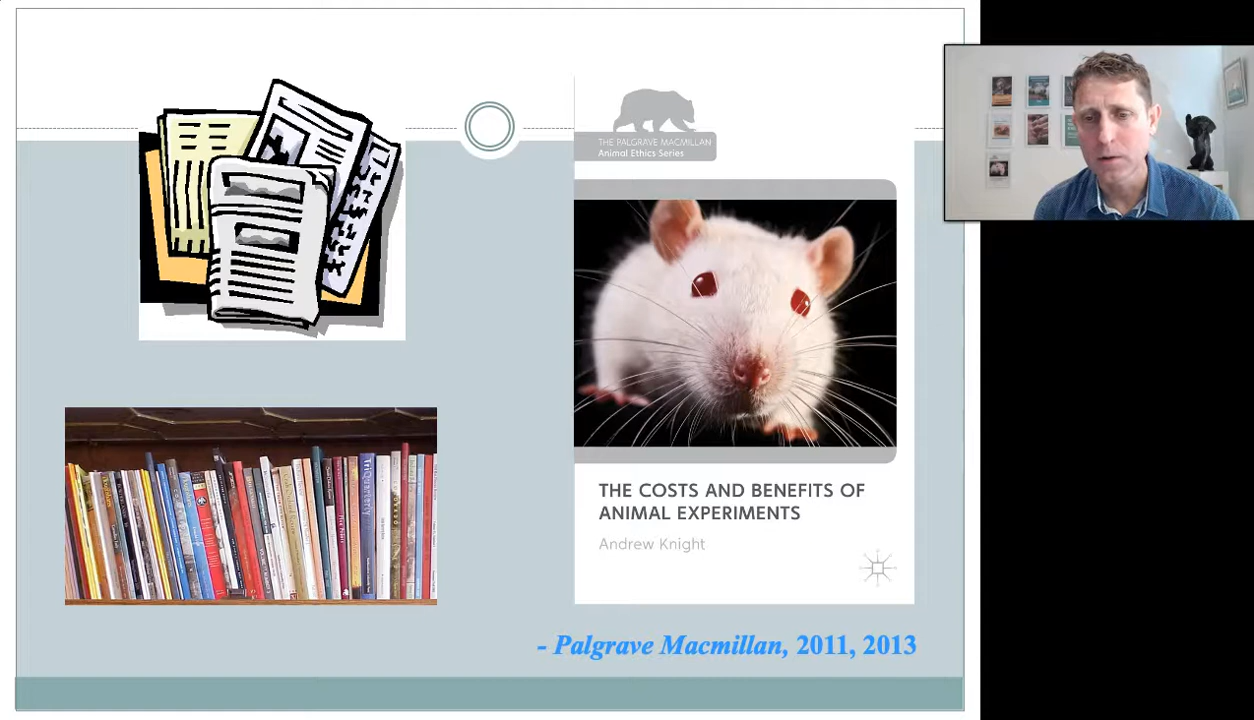 THE PALGRAVE MACMILLAN
Animal Ethics Series
THE COSTS AND BENEFITS OF
ANIMAL EXPERIMENTS
Andrew Knight
- Palgrave Macmillan, 2011, 2013
TriQuarterly